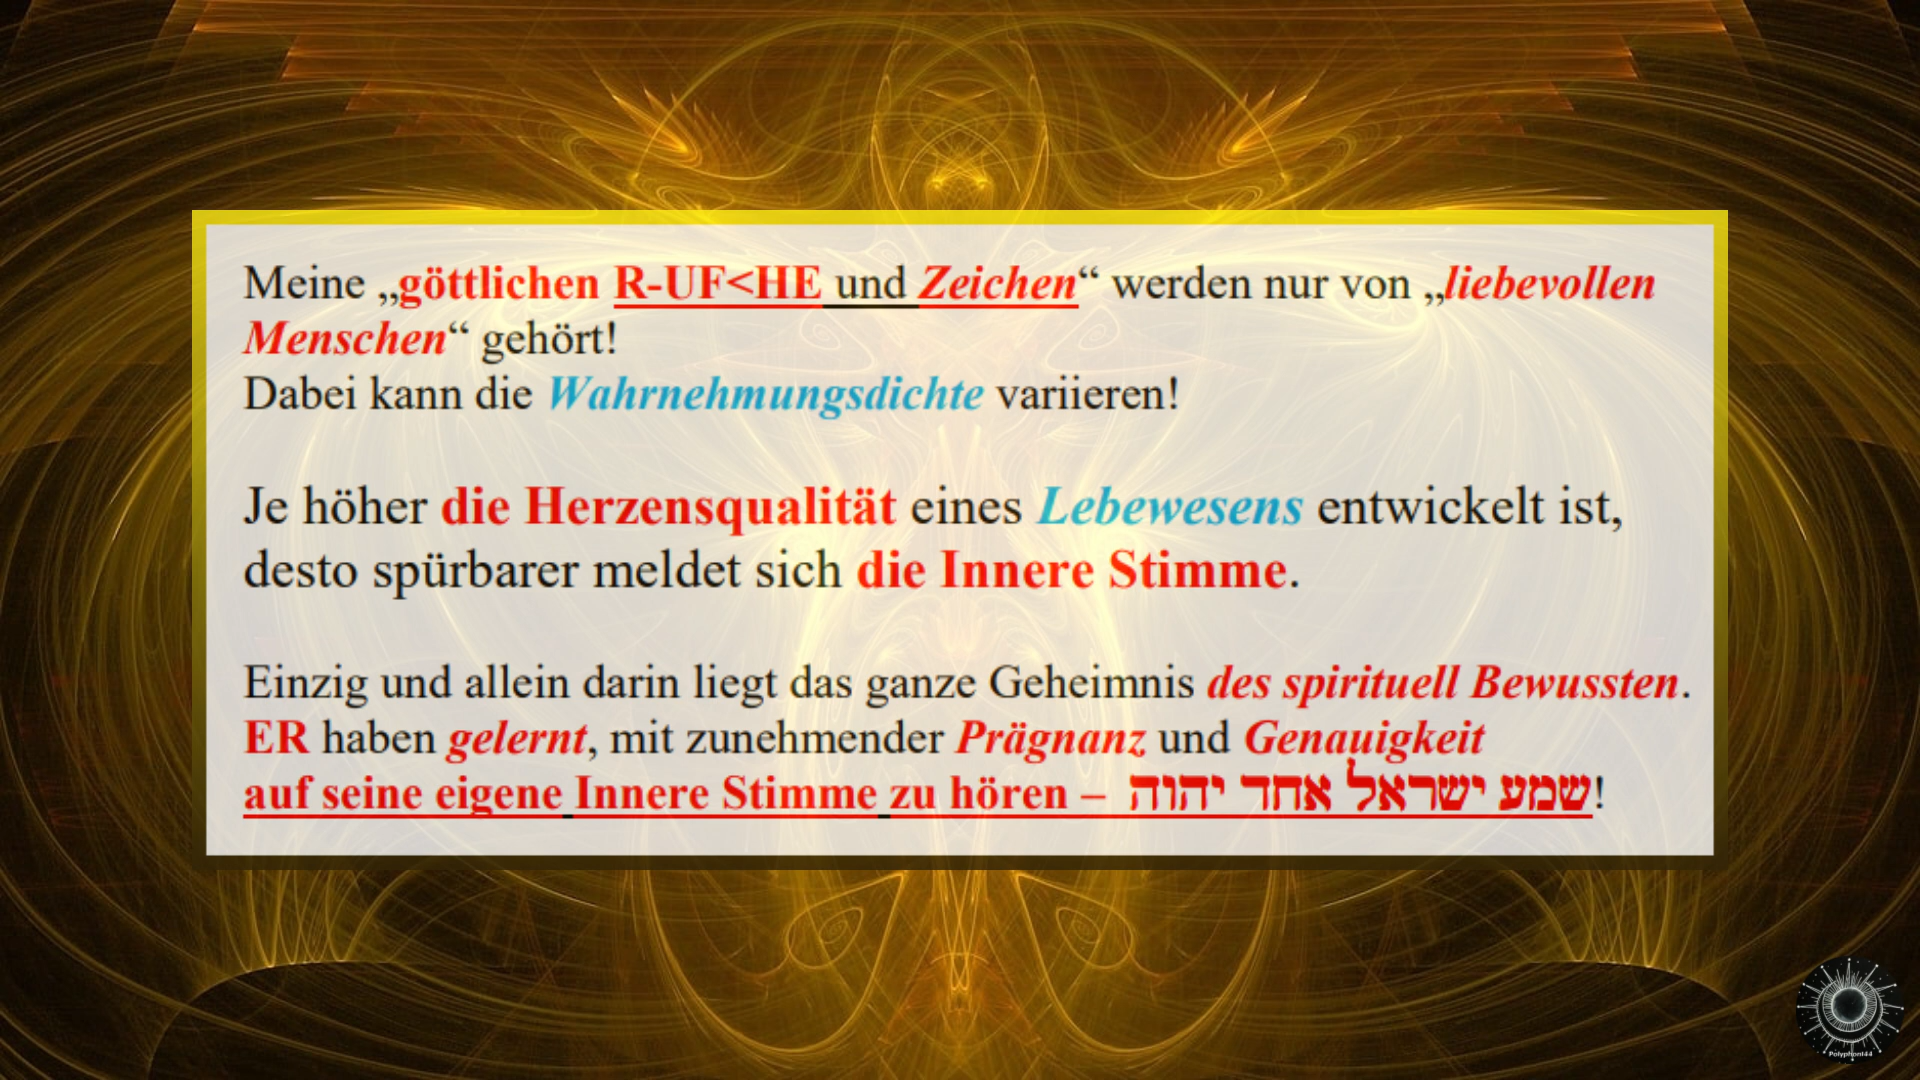 Meine „göttlichen R-UF<HE und Zeichen“ werden nur von „liebevollen
Menschen“ gehört!
Dabei kann die Wahrnehmungsdichte variieren!
Je höher die Herzensqualität eines Lebewesens entwickelt ist,
desto spürbarer meldet sich die Innere Stimme.
Einzig und allein darin liegt das ganze Geheimnis des spirituell Bewussten.
ER haben gelernt, mit zunehmender Prägnanz und Genauigkeit
auf seine eigene Innere Stimme zu hören – שמע ישראל אחד יהוה!
Polyphoni44